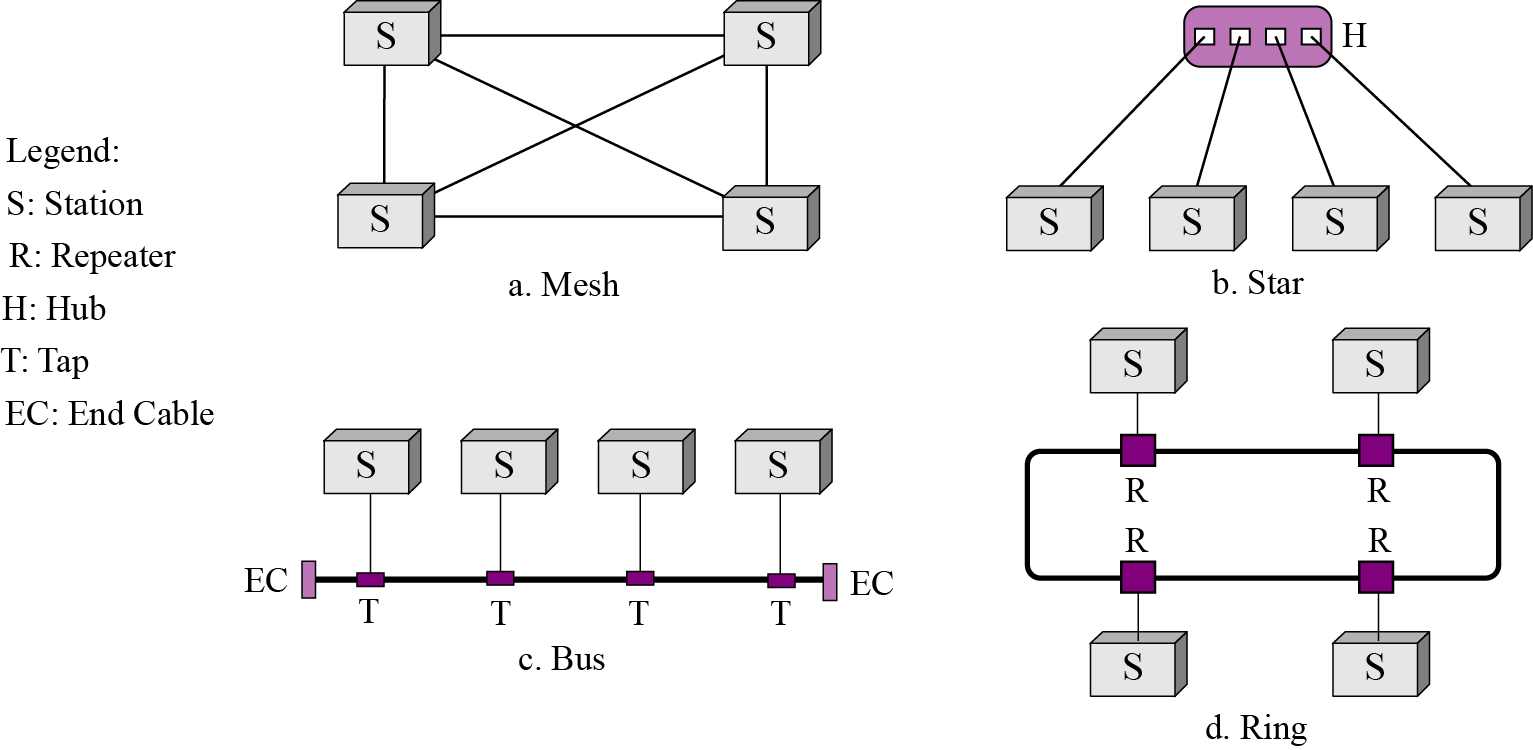 Legend:
S: Station
R: Repeater
H: Hub
T: Tap
EC: End Cable
S
S
S
S
a. Mesh
H
S
S
S
S
b. Star
S
S
S
S
EC
EC
T
T
T
T
c. Bus
S
S
R
R
R
R
S
S
d. Ring